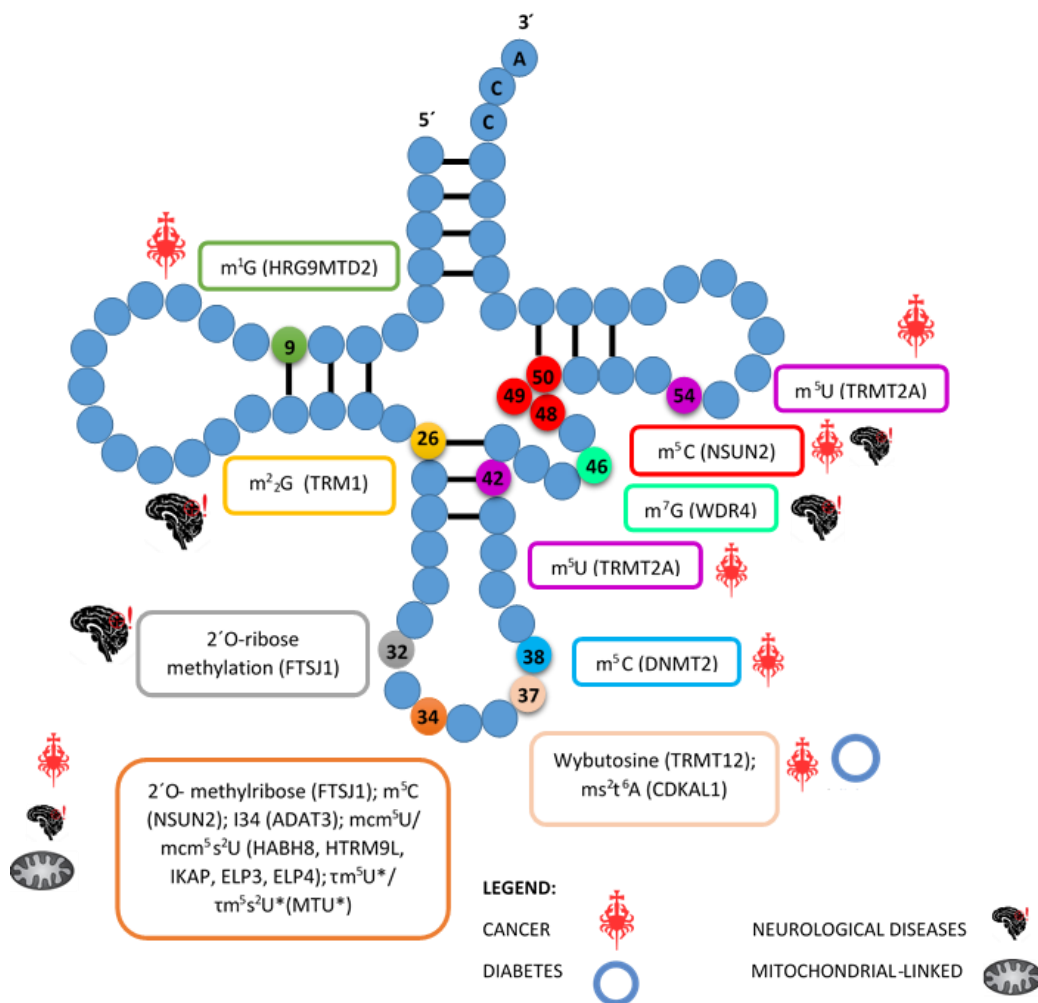 3´
A
C
C
5´
m¹G (HRG9MTD2)
9
50
49
48
54
m⁵U (TRMT2A)
26
46
m⁵C (NSUN2)
m²₂G (TRM1)
42
m⁷G (WDR4)
m⁵U (TRMT2A)
2´O-ribose
methylation (FTSJ1)
32
38
m⁵C (DNMT2)
37
34
Wybutosine (TRMT12);
ms²t⁶A (CDKAL1)
2´O- methylribose (FTSJ1); m⁵C
(NSUN2); I34 (ADAT3); mcm⁵U/
mcm⁵s²U (HABH8, HTRM9L,
IKAP, ELP3, ELP4); τm⁵U*/
τm⁵s²U*(MTU*)
LEGEND:
CANCER
NEUROLOGICAL DISEASES
DIABETES
MITOCHONDRIAL-LINKED